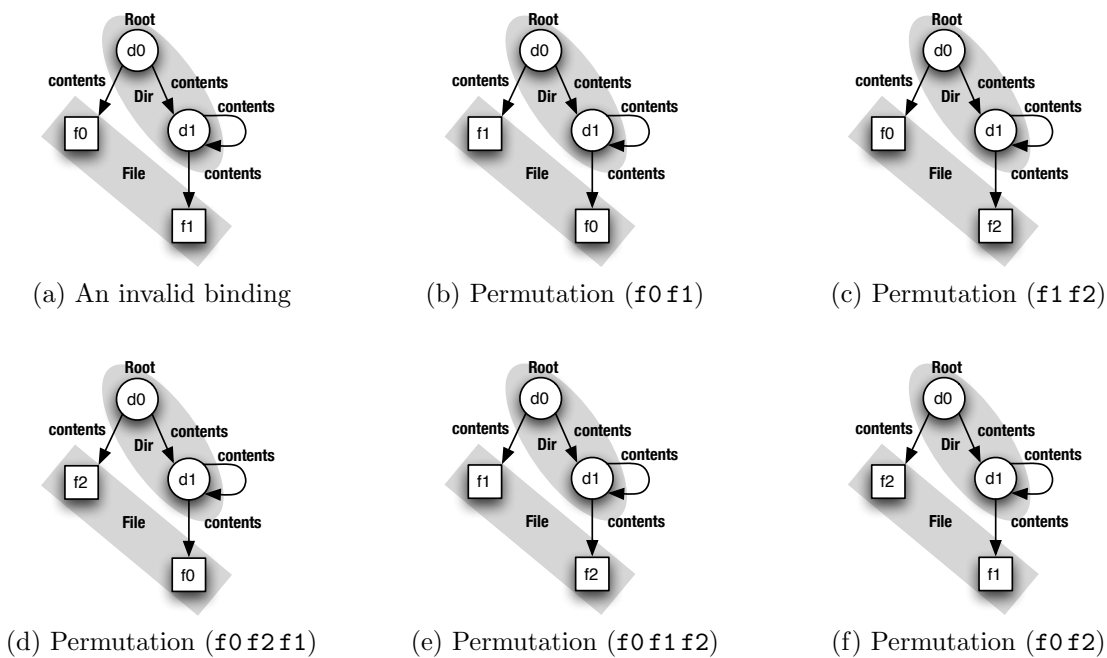 Root
d0
contents
contents
Dir
contents
f0
d1
File
contents
f1
(a) An invalid binding
Root
d0
contents
contents
Dir
contents
f1
d1
File
contents
f0
(b) Permutation (f0 f1)
Root
d0
contents
contents
Dir
contents
f0
d1
File
contents
f2
(c) Permutation (f1 f2)
Root
d0
contents
contents
Dir
contents
f2
d1
File
contents
f0
(d) Permutation (f0 f2 f1)
Root
d0
contents
contents
Dir
contents
f1
d1
File
contents
f2
(e) Permutation (f0 f1 f2)
Root
d0
contents
contents
Dir
contents
f2
d1
File
contents
f1
(f) Permutation (f0 f2)